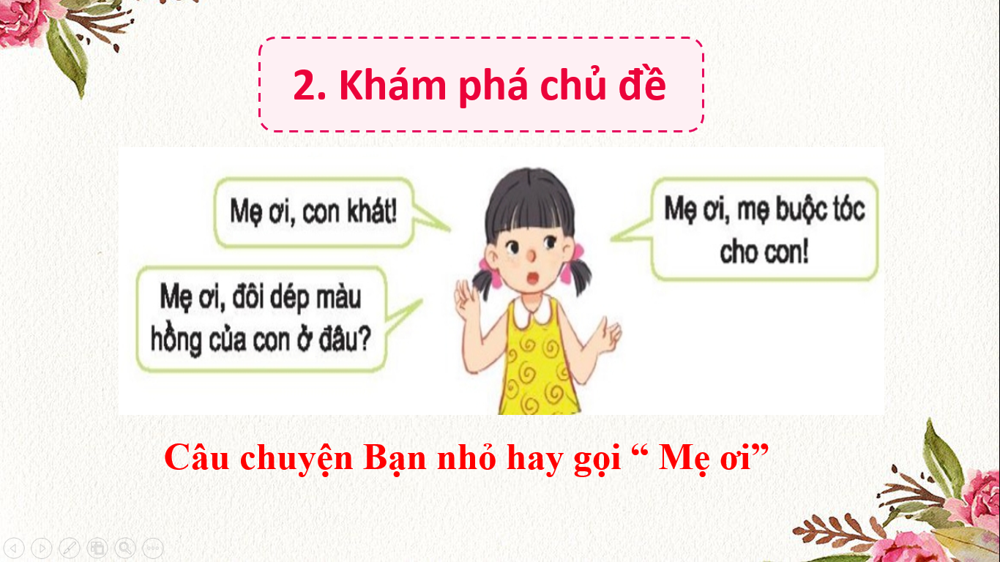 2. Khám phá chủ đề
Mẹ ơi, con khát!
Mẹ ơi, mẹ buộc tóc
cho con!
Mẹ ơi, đôi dép màu
hồng của con ở đâu?
Câu chuyện Bạn nhỏ hay gọi “ Mẹ ơi”